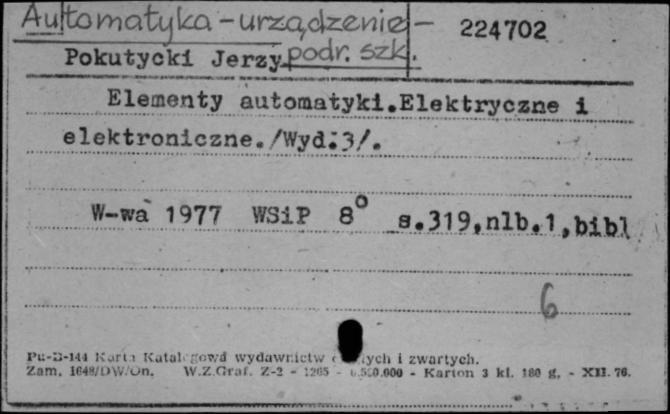 Automatyka - urządzenie - 224702
Pokutycki Jerzy podr. szk.
Elementy automatyki.Elektryczne i
elektroniczne./Wyd.3/.
W-wa 1977 WSiP 8° s.319,nlb.1,bibl
6
Pu-B-144 Karta Katalogowa wydawnictw i zwartych.
Zam. 1648/DW/On. W.Z.Graf. Z-2 - 1265 - Karton 3 kl. 180 g. - XII. 76.